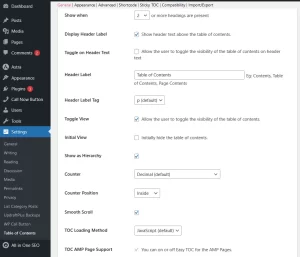 Dashboard
Posts
Media
Pages
Comments
Astra
Appearance
Plugins 1
Call Now Button
Users
Tools
Settings
General
Writing
Reading
Discussion
Media
Permalinks
Privacy
List Category Posts
UpdraftPlus Backups
WP Call Button
Table of Contents
All in One SEO
General | Appearance | Advanced | Shortcode | Sticky TOC | Compatibility | Import/Export
Show when 2 or more headings are present
Display Header Label Show header text above the table of contents.
Toggle on Header Text Allow the user to toggle the visibility of the table of contents on header
text
Header Label Table of Contents Eg: Contents, Table
of Contents, Page Contents
Header Label Tag p (default)
Toggle View Allow the user to toggle the visibility of the table of contents.
Initial View Initially hide the table of contents.
Show as Hierarchy
Counter Decimal (default)
Counter Position Inside
Smooth Scroll
TOC Loading Method JavaScript (default)
TOC AMP Page Support You can on or off Easy TOC for the AMP Pages.